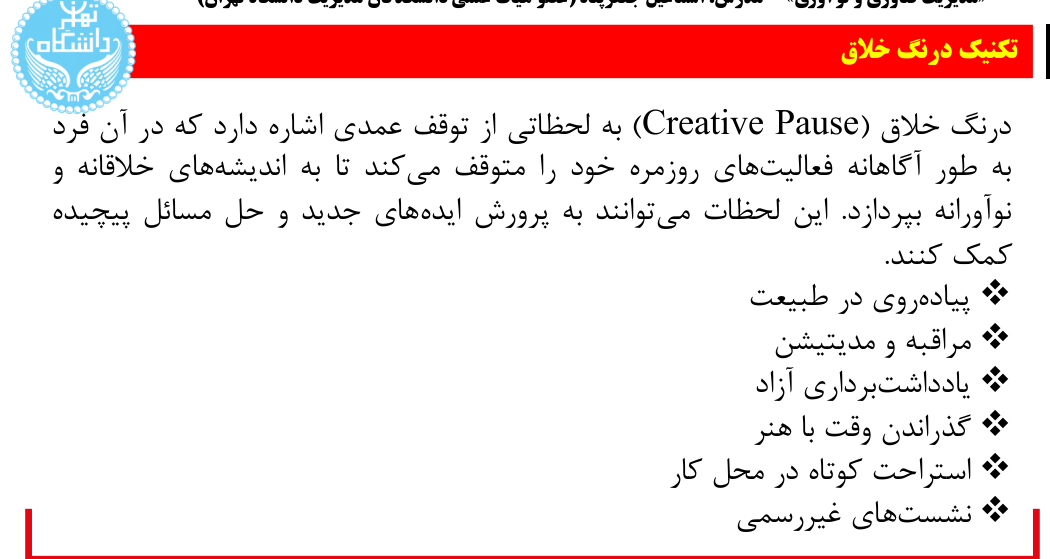 تکنیک درنگ خلاق
درنگ خلاق (Creative Pause) به لحظاتی از توقف عمدی اشاره دارد که در آن فرد
به طور آگاهانه فعالیت‌های روزمره خود را متوقف می‌کند تا به اندیشه‌های خلاقانه و
نوآورانه بپردازد. این لحظات می‌توانند به پرورش ایده‌های جدید و حل مسائل پیچیده
کمک کنند.
❖ پیاده‌روی در طبیعت
❖ مراقبه و مدیتیشن
❖ یادداشت‌برداری آزاد
❖ گذراندن وقت با هنر
❖ استراحت کوتاه در محل کار
❖ نشست‌های غیررسمی